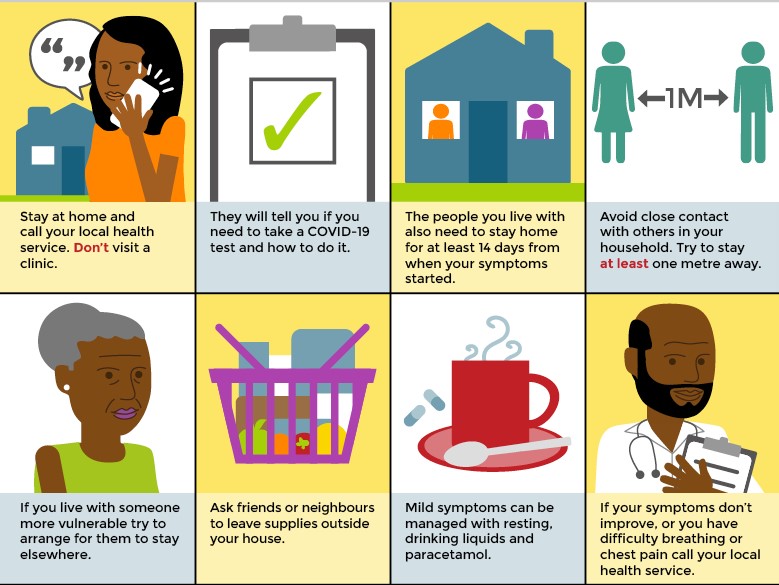 “ ”
Stay at home and
call your local health
service. Don’t visit a
clinic.
They will tell you if you
need to take a COVID-19
test and how to do it.
The people you live with
also need to stay home
for at least 14 days from
when your symptoms
started.
1M
Avoid close contact
with others in your
household. Try to stay
at least one metre away.
If you live with someone
more vulnerable try to
arrange for them to stay
elsewhere.
Ask friends or neighbours
to leave supplies outside
your house.
Mild symptoms can be
managed with resting,
drinking liquids and
paracetamol.
If your symptoms don’t
improve, or you have
difficulty breathing or
chest pain call your local
health service.